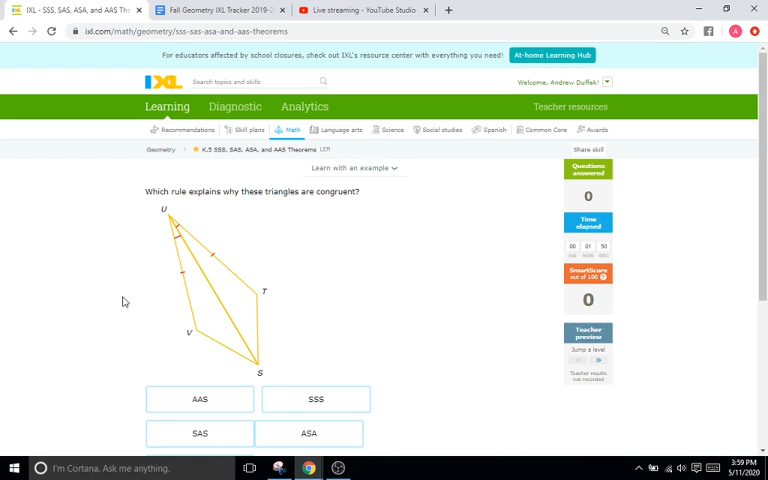 IXL - SSS, SAS, ASA, and AAS The
Fall Geometry IXL Tracker 2019-2
Live streaming - YouTube Studio
ixl.com/math/geometry/sss-sas-asa-and-aas-theorems
For educators affected by school closures, check out IXL's resource center with everything you need!
At-home Learning Hub
IXL
Search topics and skills
Welcome, Andrew Duffek!
Learning
Diagnostic
Analytics
Teacher resources
Recommendations
Skill plans
Math
Language arts
Science
Social studies
Spanish
Common Core
Awards
Geometry
K.5 SSS, SAS, ASA, and AAS Theorems
Share skill
Learn with an example
Questions
answered
0
Which rule explains why these triangles are congruent?
U
T
V
S
Time
elapsed
00 01 50
HR MIN SEC
SmartScore
out of 100 ?
0
Teacher
preview
Jump a level
Teacher results
not recorded
AAS
SSS
SAS
ASA
I'm Cortana. Ask me anything.
3:59 PM
5/11/2020